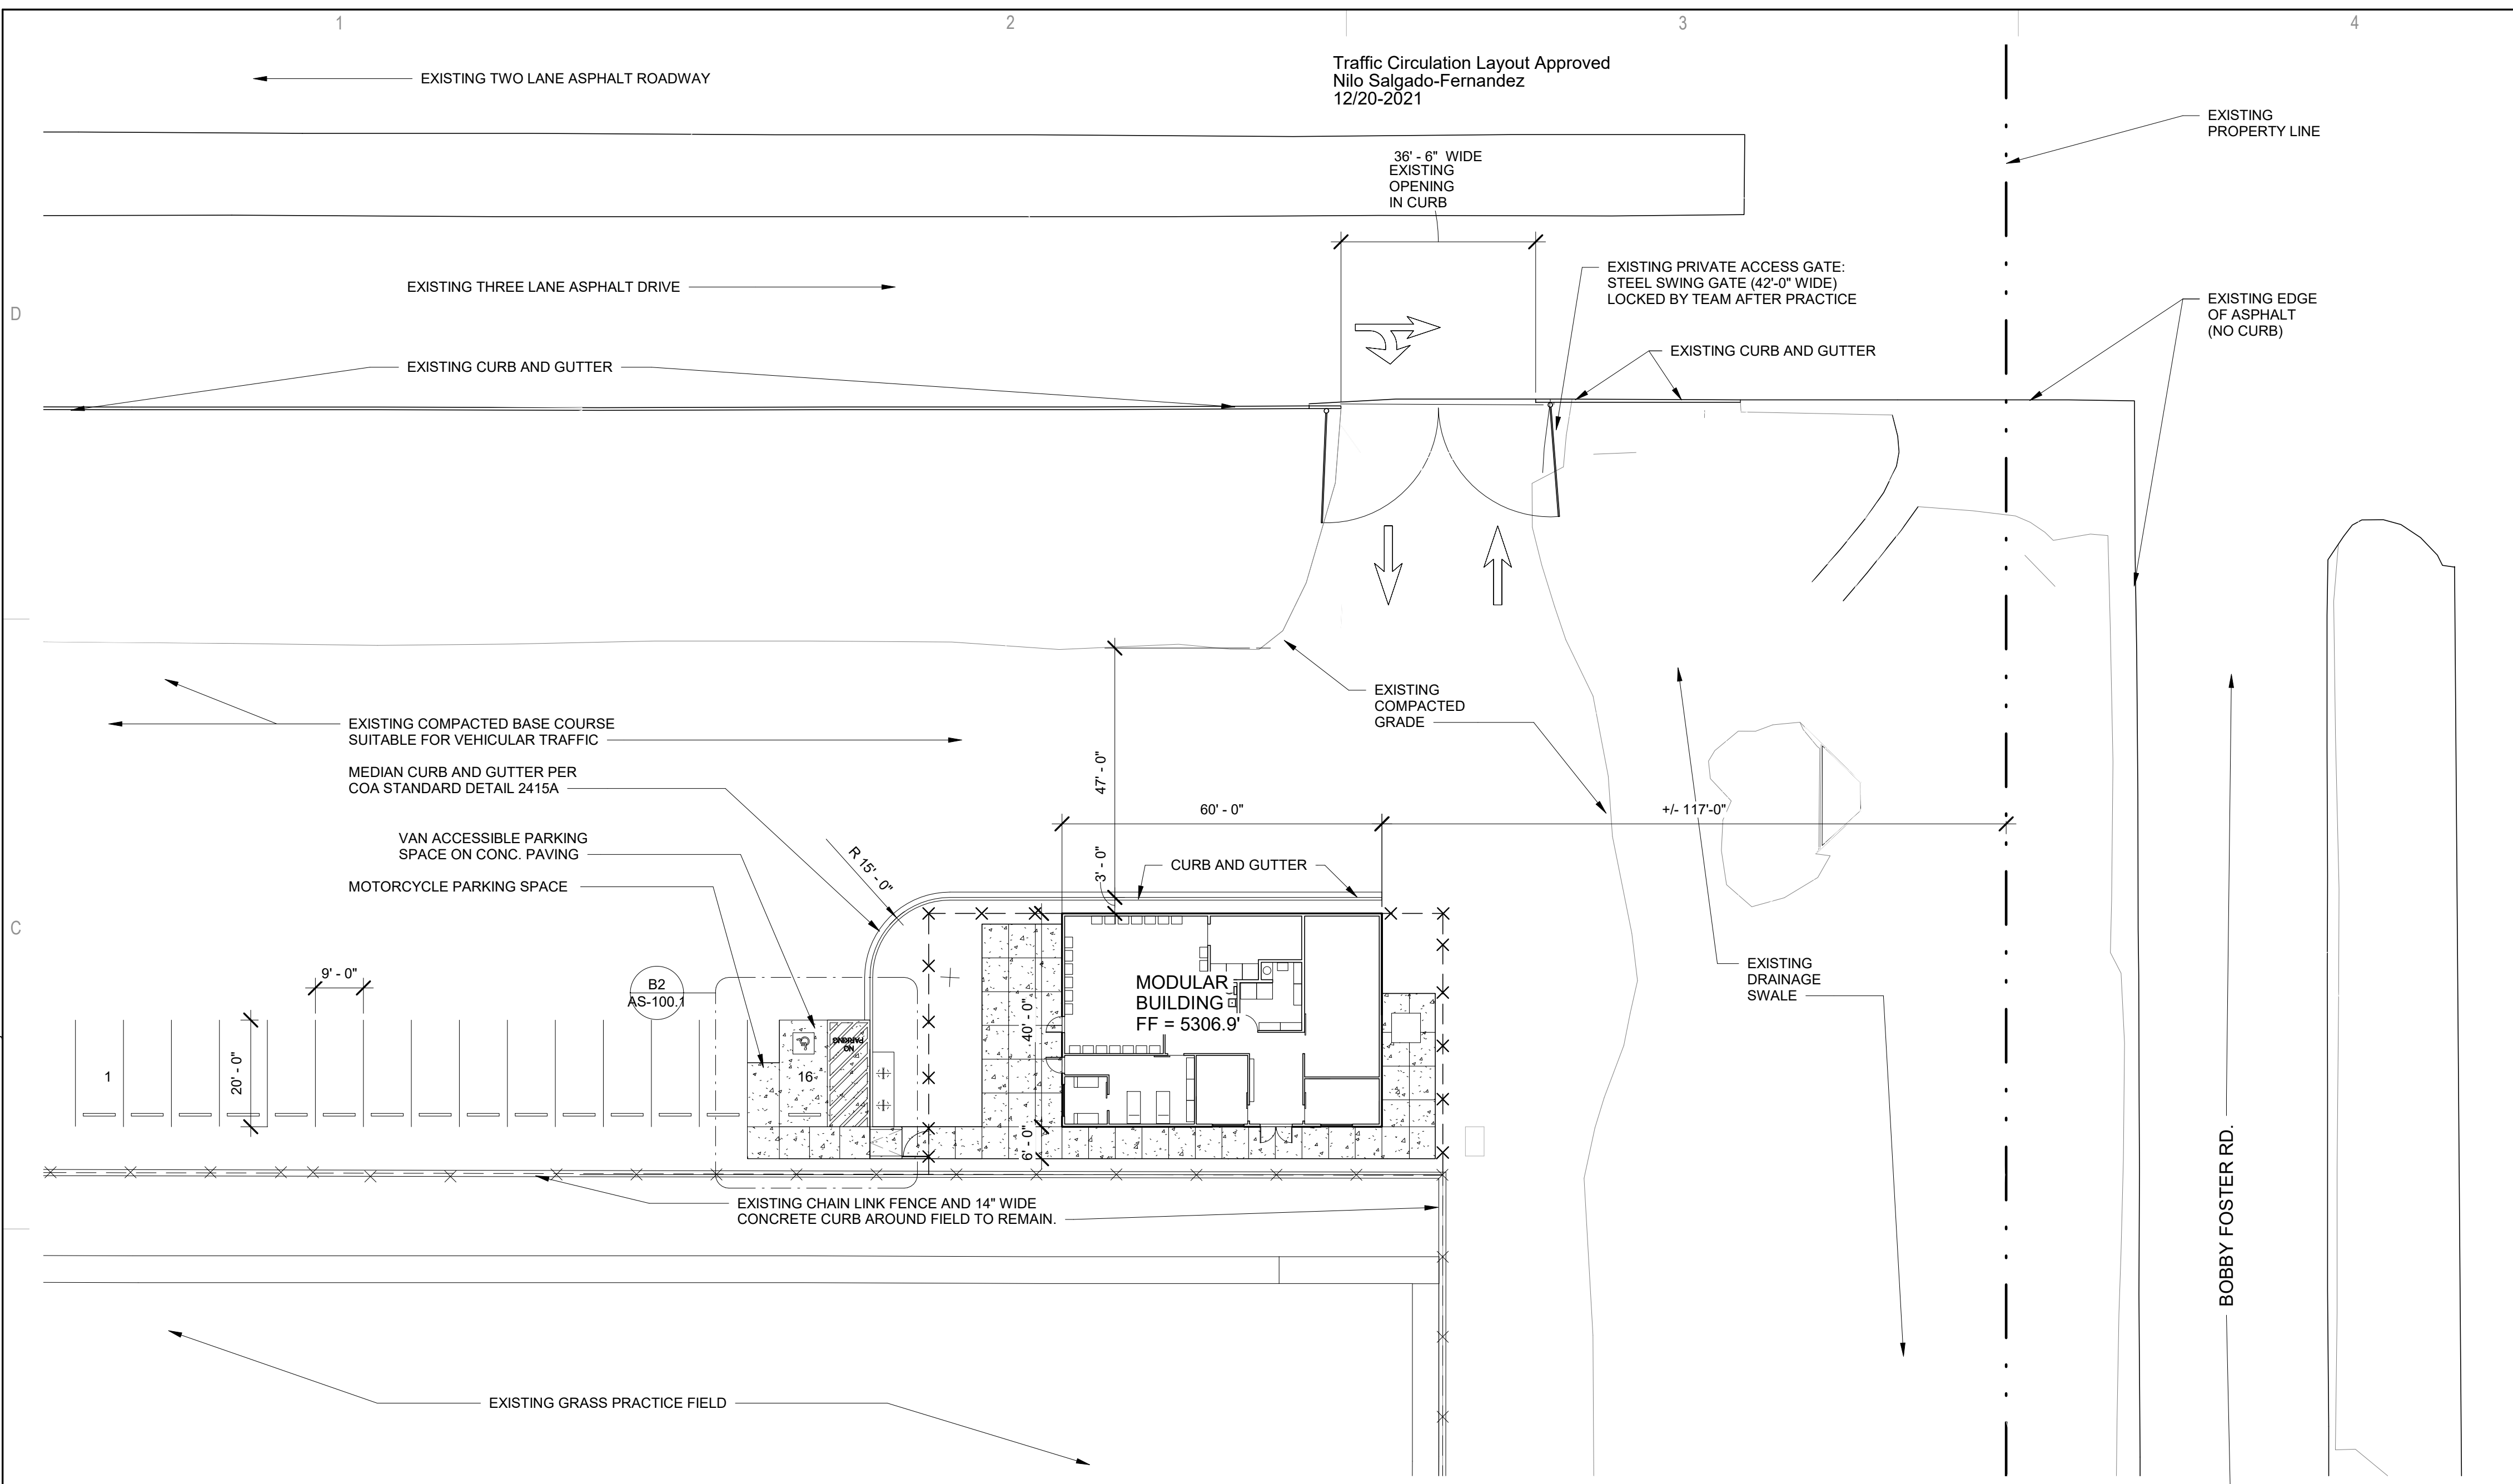 1
2
3
4
EXISTING TWO LANE ASPHALT ROADWAY
Traffic Circulation Layout Approved
Nilo Salgado-Fernandez
12/20-2021
EXISTING
PROPERTY LINE
36' - 6" WIDE
EXISTING
OPENING
IN CURB
EXISTING THREE LANE ASPHALT DRIVE
EXISTING PRIVATE ACCESS GATE:
STEEL SWING GATE (42'-0" WIDE)
LOCKED BY TEAM AFTER PRACTICE
EXISTING EDGE
OF ASPHALT
(NO CURB)
D
EXISTING CURB AND GUTTER
EXISTING CURB AND GUTTER
EXISTING
COMPACTED
GRADE
EXISTING COMPACTED BASE COURSE
SUITABLE FOR VEHICULAR TRAFFIC
MEDIAN CURB AND GUTTER PER
COA STANDARD DETAIL 2415A
47' - 0"
60' - 0"
+/- 117'-0"
VAN ACCESSIBLE PARKING
SPACE ON CONC. PAVING
R 15' - 0"
3' - 0"
CURB AND GUTTER
MOTORCYCLE PARKING SPACE
C
9' - 0"
B2
AS-100.1
MODULAR
BUILDING
FF = 5306.9'
EXISTING
DRAINAGE
SWALE
40' - 0"
NO
PARKING
1
20' - 0"
16
6' - 0"
EXISTING CHAIN LINK FENCE AND 14" WIDE
CONCRETE CURB AROUND FIELD TO REMAIN.
BOBBY FOSTER RD.
EXISTING GRASS PRACTICE FIELD